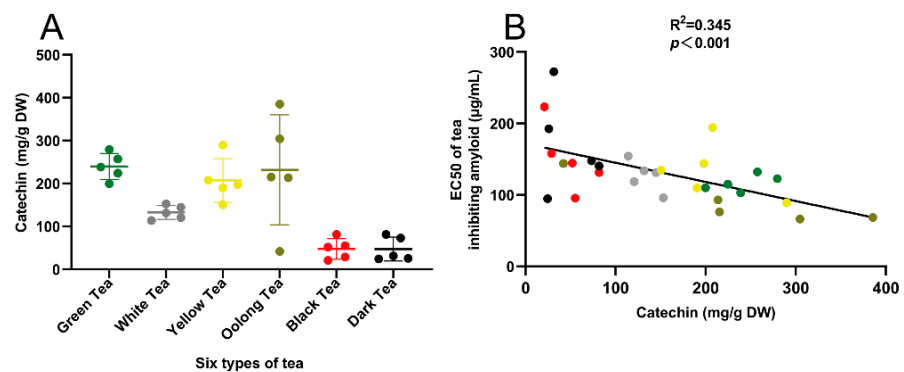 A
Catechin (mg/g DW)
500
400
300
200
100
0
Green Tea
White Tea
Yellow Tea
Oolong Tea
Black Tea
Dark Tea
Six types of tea
B
R²=0.345
p＜0.001
EC50 of tea
inhibiting amyloid (μg/mL)
300
200
100
0
0 100 200 300 400
Catechin (mg/g DW)